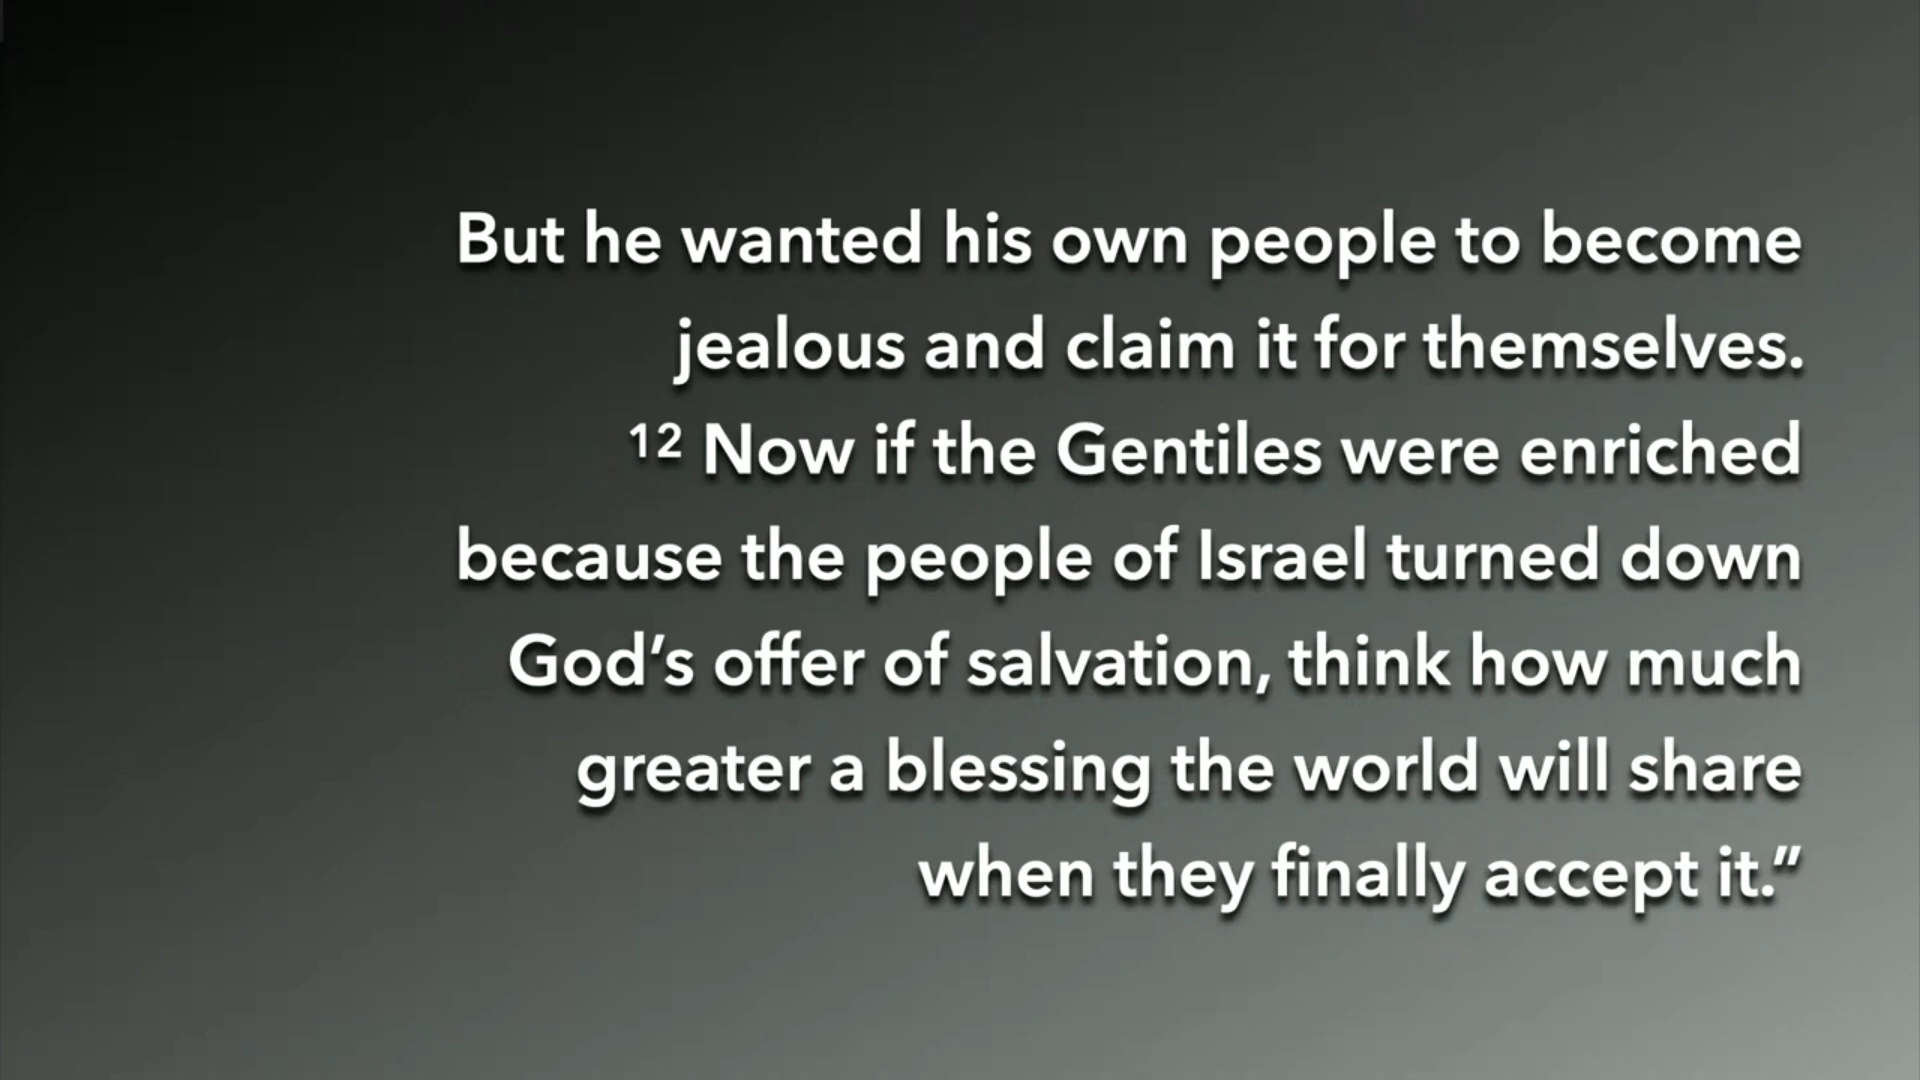 But he wanted his own people to become
jealous and claim it for themselves.
¹² Now if the Gentiles were enriched
because the people of Israel turned down
God’s offer of salvation, think how much
greater a blessing the world will share
when they finally accept it.”